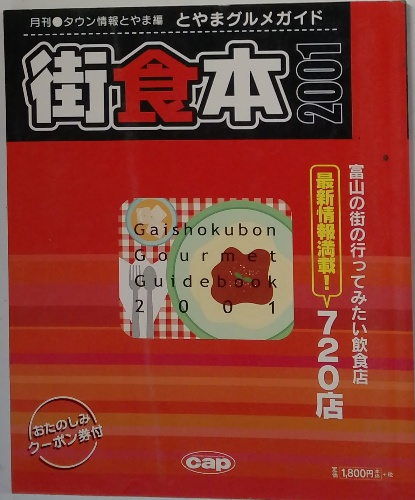 月刊●タウン情報とやま編 とやまグルメガイド
街食本
2001
富山の街の行ってみたい飲食店
最新情報満載!
720店
Gaishokubon
Gourmet
Guidebook
2001
おたのしみ
クーポン券付
cap
定価 1,800円